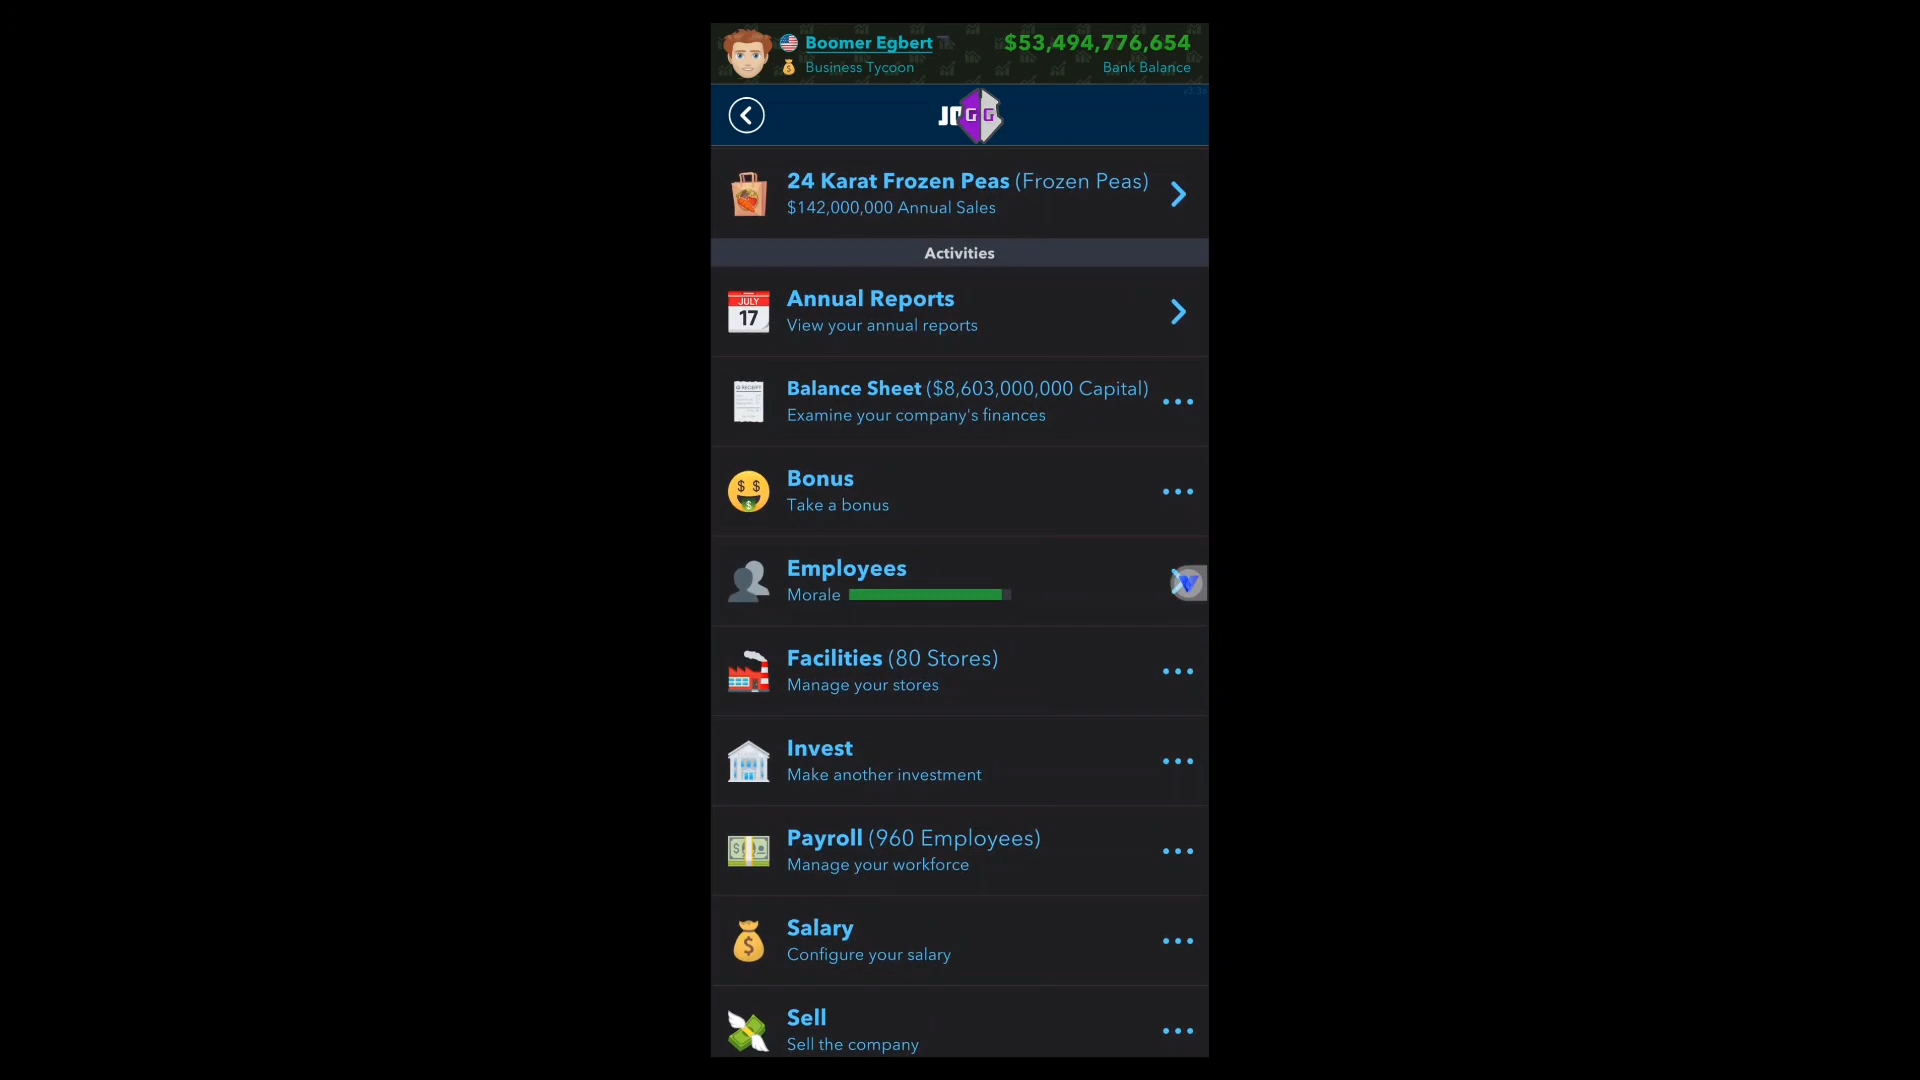 Boomer Egbert
$53,494,776,654
Business Tycoon
Bank Balance
v3.3a
J
G G
24 Karat Frozen Peas (Frozen Peas)
$142,000,000 Annual Sales
Activities
JULY
17
Annual Reports
View your annual reports
RECEIPT
Balance Sheet ($8,603,000,000 Capital)
Examine your company's finances
Bonus
Take a bonus
Employees
Morale
Facilities (80 Stores)
Manage your stores
Invest
Make another investment
Payroll (960 Employees)
Manage your workforce
Salary
Configure your salary
Sell
Sell the company